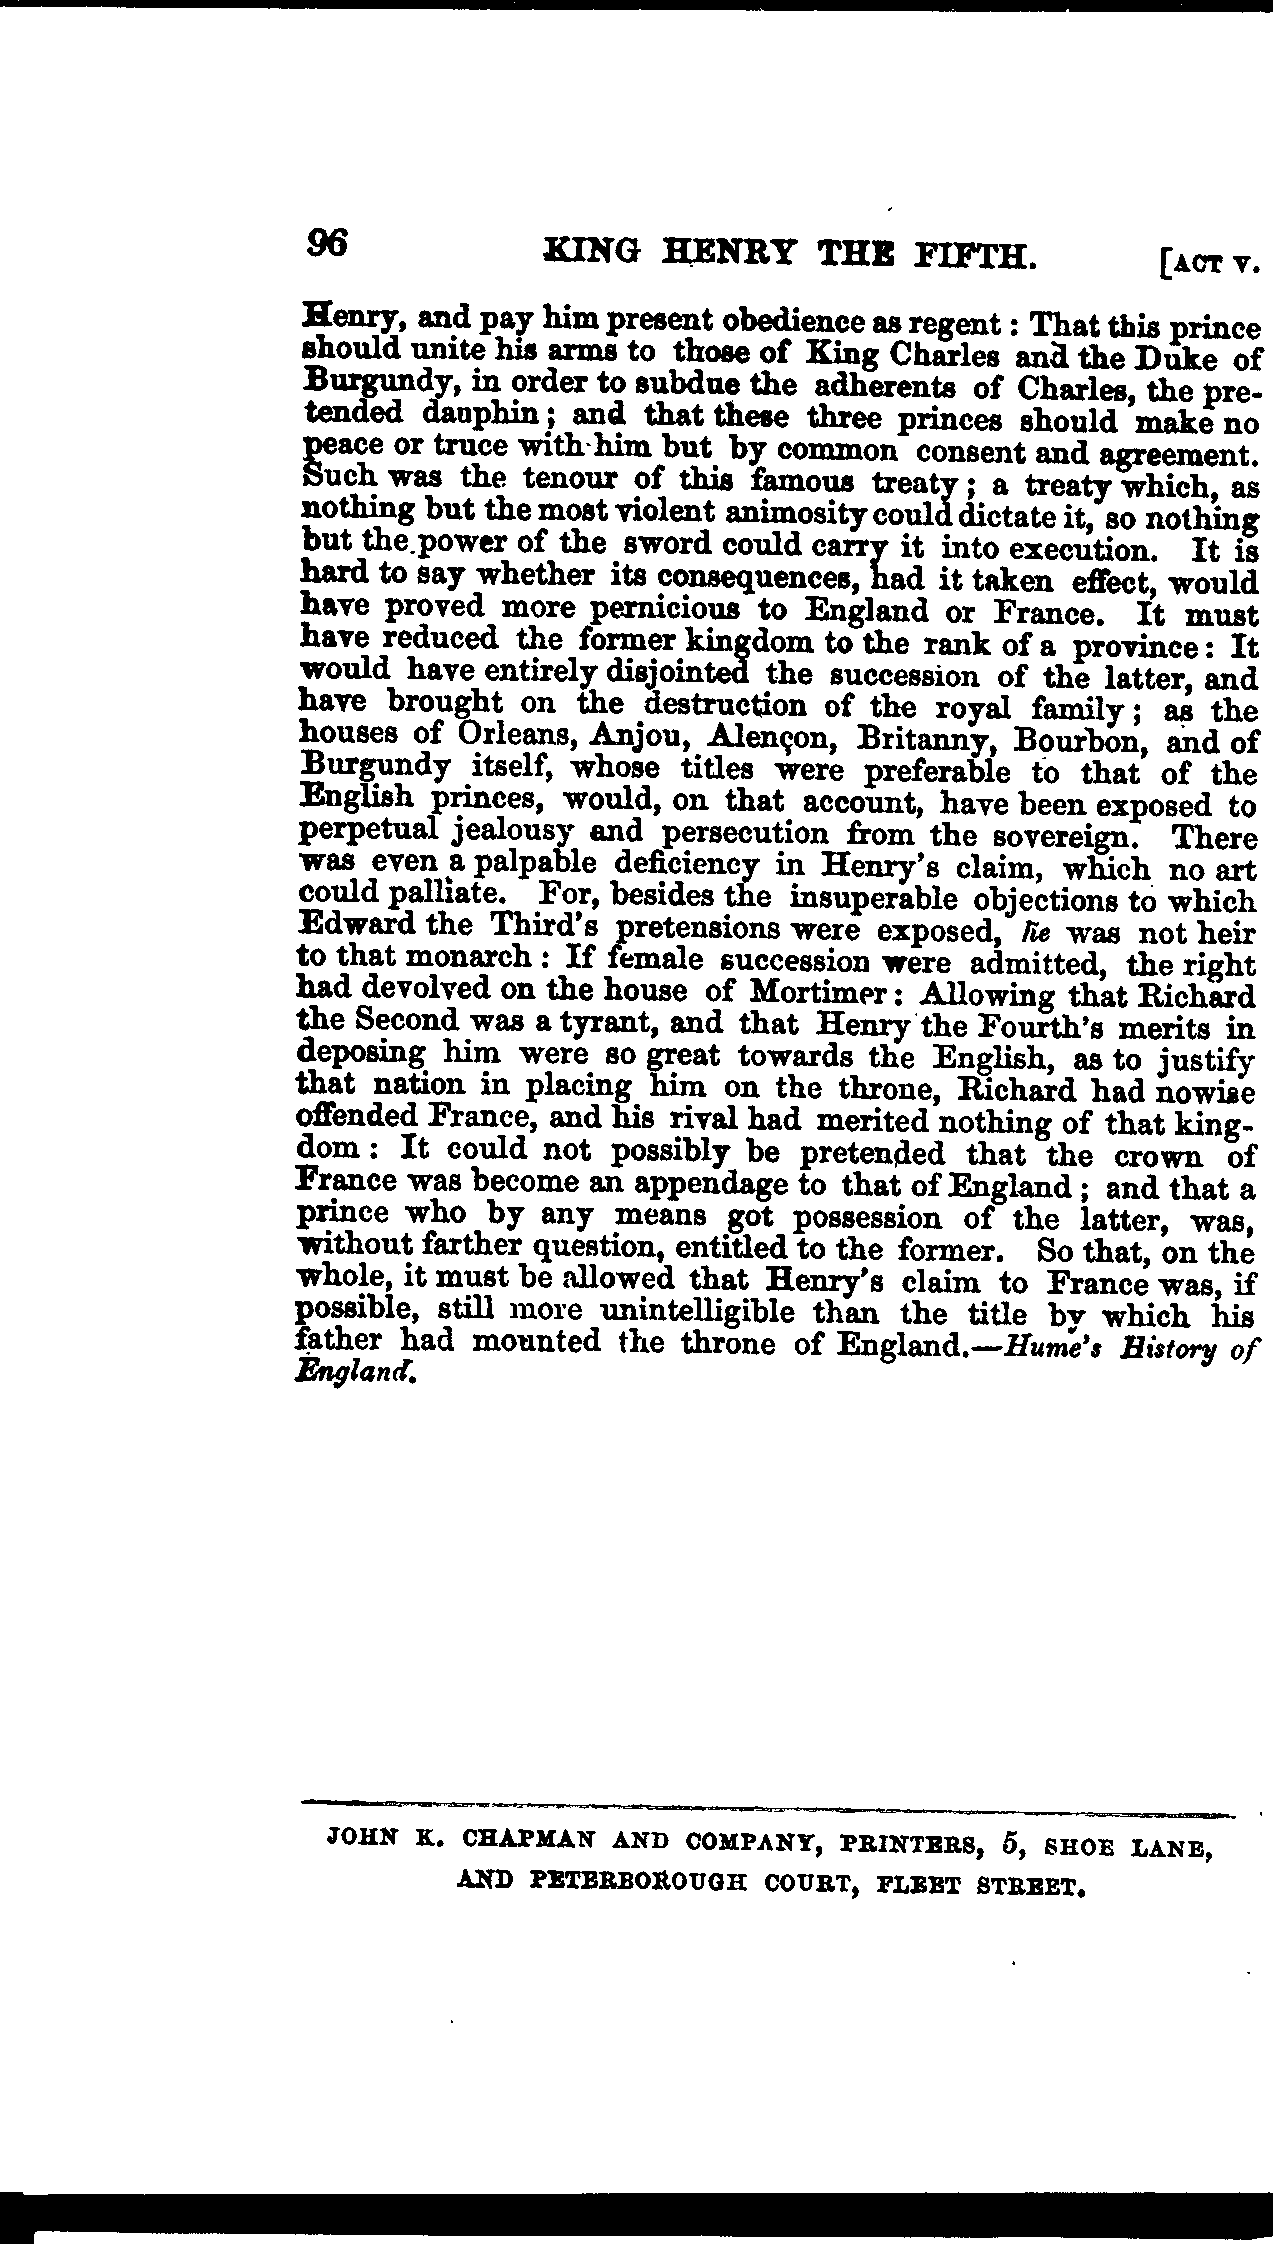 96 KING HENRY THE FIFTH. [ACT V.
Henry, and pay him present obedience as regent : That this prince
should unite his arms to those of King Charles and the Duke of
Burgundy, in order to subdue the adherents of Charles, the pre-
tended dauphin ; and that these three princes should make no
peace or truce with him but by common consent and agreement.
Such was the tenour of this famous treaty ; a treaty which, as
nothing but the most violent animosity could dictate it, so nothing
but the power of the sword could carry it into execution. It is
hard to say whether its consequences, had it taken effect, would
have proved more pernicious to England or France. It must
have reduced the former kingdom to the rank of a province : It
would have entirely disjointed the succession of the latter, and
have brought on the destruction of the royal family ; as the
houses of Orleans, Anjou, Alençon, Britanny, Bourbon, and of
Burgundy itself, whose titles were preferable to that of the
English princes, would, on that account, have been exposed to
perpetual jealousy and persecution from the sovereign. There
was even a palpable deficiency in Henry's claim, which no art
could palliate. For, besides the insuperable objections to which
Edward the Third's pretensions were exposed, he was not heir
to that monarch : If female succession were admitted, the right
had devolved on the house of Mortimer : Allowing that Richard
the Second was a tyrant, and that Henry the Fourth's merits in
deposing him were so great towards the English, as to justify
that nation in placing him on the throne, Richard had nowise
offended France, and his rival had merited nothing of that king-
dom : It could not possibly be pretended that the crown of
France was become an appendage to that of England ; and that a
prince who by any means got possession of the latter, was,
without farther question, entitled to the former. So that, on the
whole, it must be allowed that Henry's claim to France was, if
possible, still more unintelligible than the title by which his
father had mounted the throne of England.—Hume's History of
England.
JOHN K. CHAPMAN AND COMPANY, PRINTERS, 5, SHOE LANE,
AND PETERBOROUGH COURT, FLEET STREET.